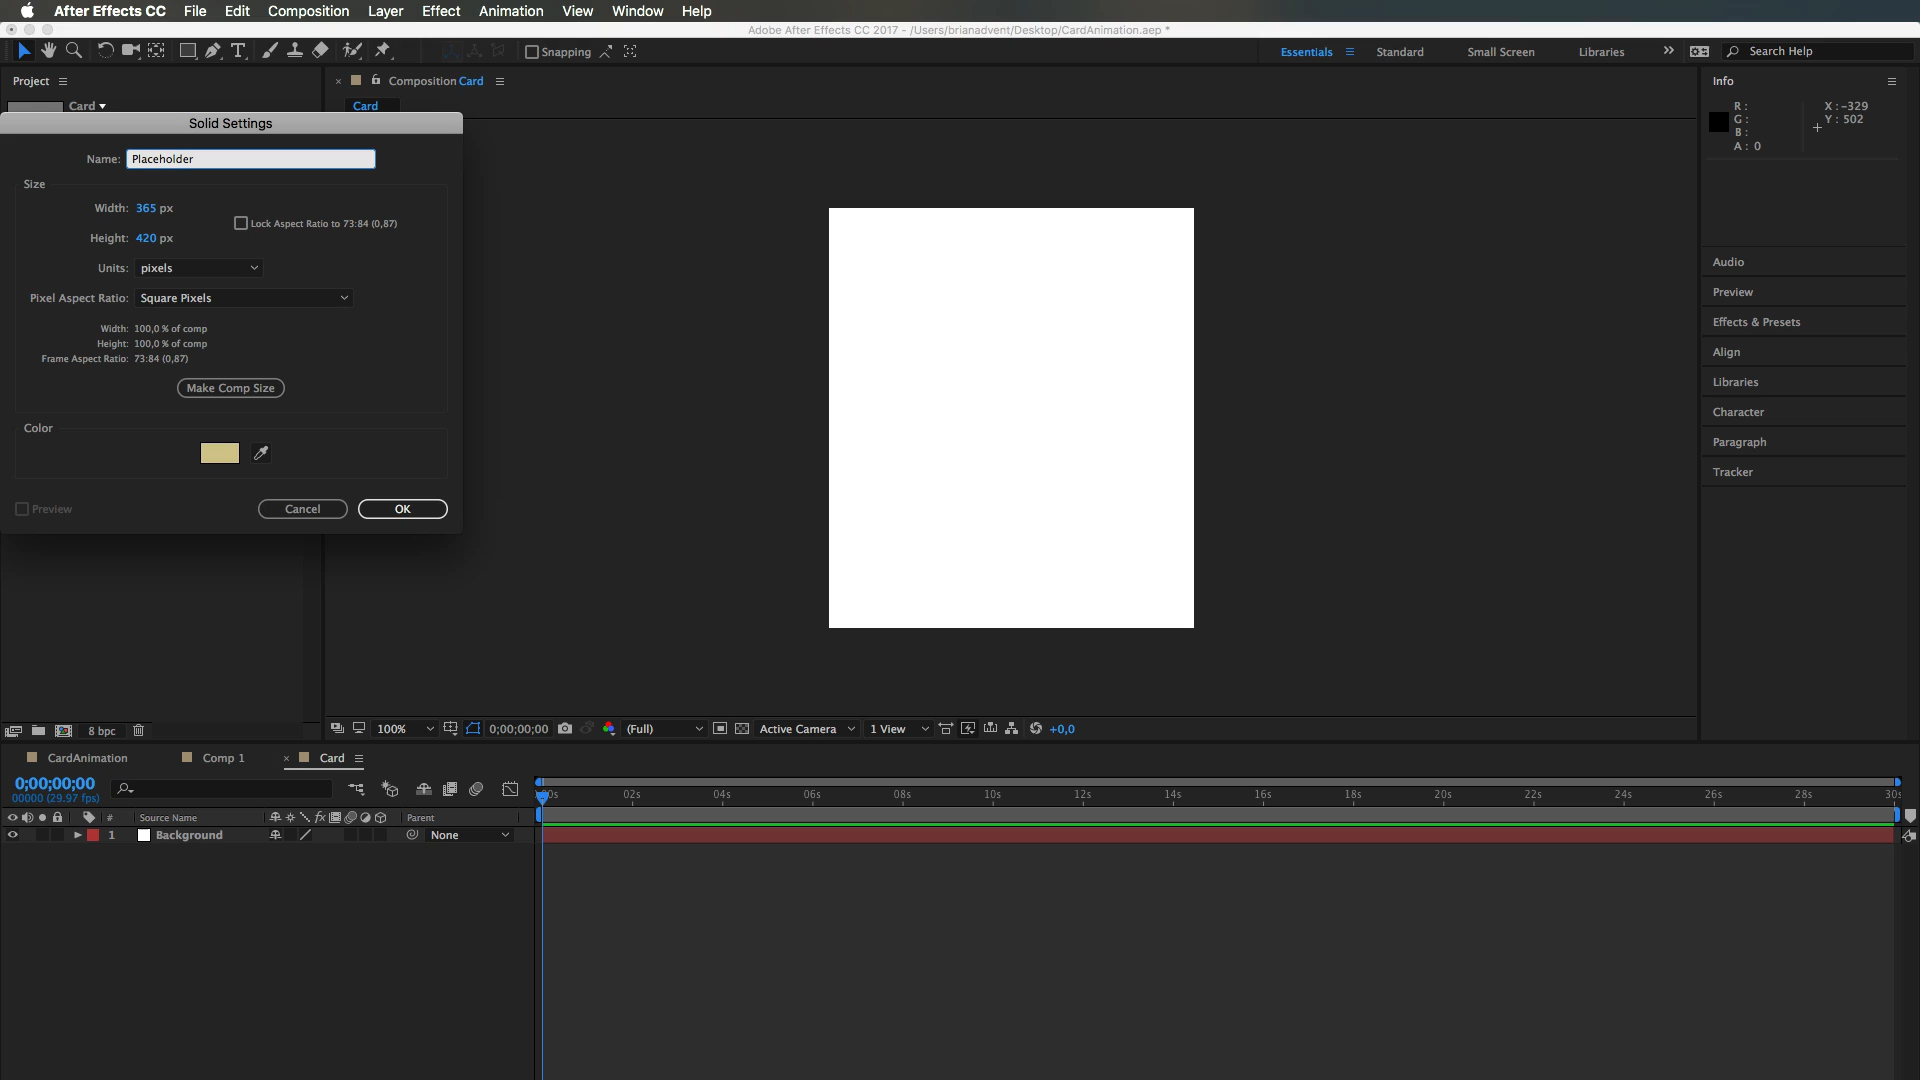 After Effects CC File Edit Composition Layer Effect Animation View Window Help
Adobe After Effects CC 2017 - /Users/brianadvent/Desktop/CardAnimation.aep *
Snapping Essentials Standard Small Screen Libraries Search Help
Project
Card
Composition Card
Card
Solid Settings
Name: Placeholder
Size
Width: 365 px
Lock Aspect Ratio to 73:84 (0,87)
Height: 420 px
Units: pixels
Pixel Aspect Ratio: Square Pixels
Width: 100,0 % of comp
Height: 100,0 % of comp
Frame Aspect Ratio: 73:84 (0,87)
Make Comp Size
Color
Preview Cancel OK
Info
R :
G :
B :
A : 0
X : -329
Y : 502
Audio
Preview
Effects & Presets
Align
Libraries
Character
Paragraph
Tracker
8 bpc
100% 0;00;00;00 (Full) Active Camera 1 View +0,0
CardAnimation Comp 1 Card
0;00;00;00
00000 (29.97 fps)
00s 02s 04s 06s 08s 10s 12s 14s 16s 18s 20s 22s 24s 26s 28s 30s
# Source Name fx Parent
1 Background None